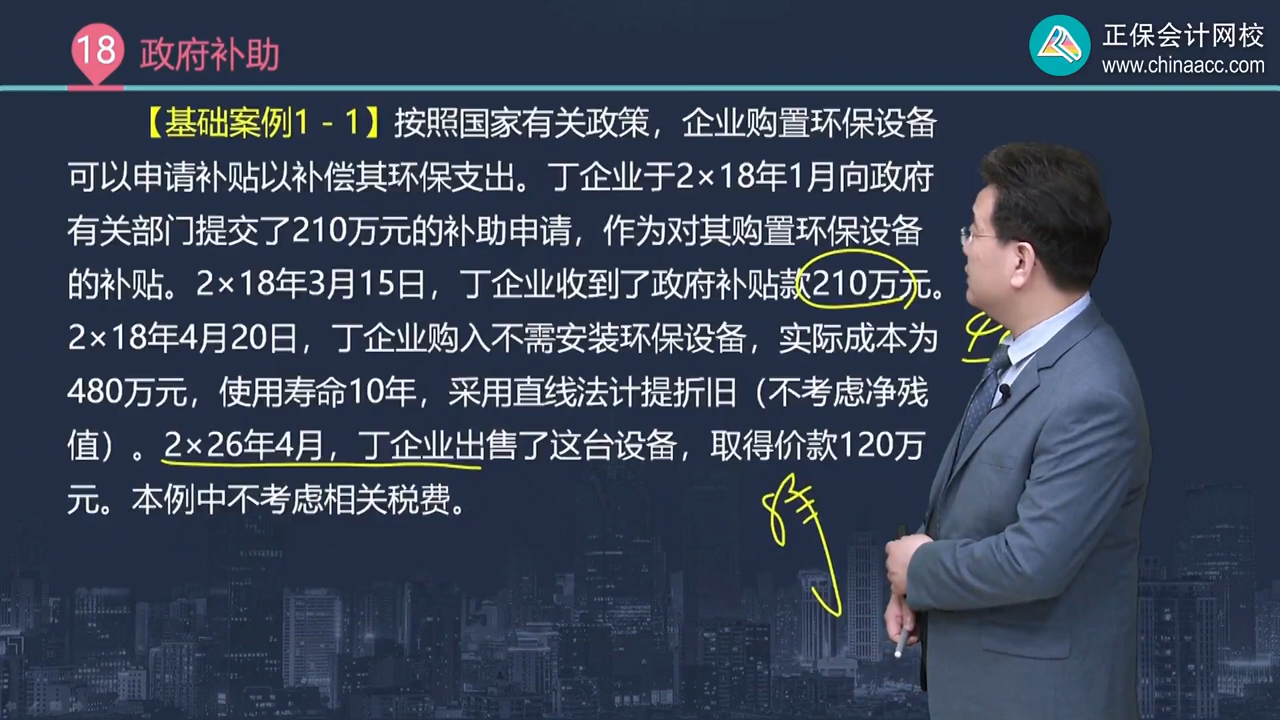 18 政府补助
正保会计网校
www.chinaacc.com
【基础案例1－1】按照国家有关政策，企业购置环保设备
可以申请补贴以补偿其环保支出。丁企业于2×18年1月向政府
有关部门提交了210万元的补助申请，作为对其购置环保设备
的补贴。2×18年3月15日，丁企业收到了政府补贴款210万元。
2×18年4月20日，丁企业购入不需安装环保设备，实际成本为
480万元，使用寿命10年，采用直线法计提折旧（不考虑净残
值）。2×26年4月，丁企业出售了这台设备，取得价款120万
元。本例中不考虑相关税费。
8年